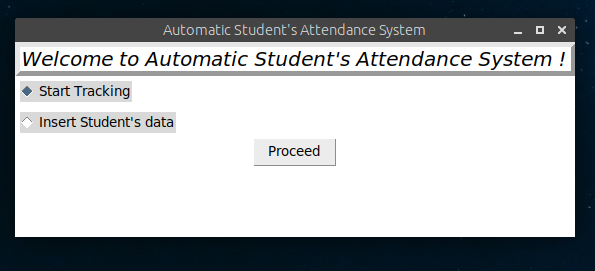 Automatic Student's Attendance System
Welcome to Automatic Student's Attendance System !
Start Tracking
Insert Student's data
Proceed